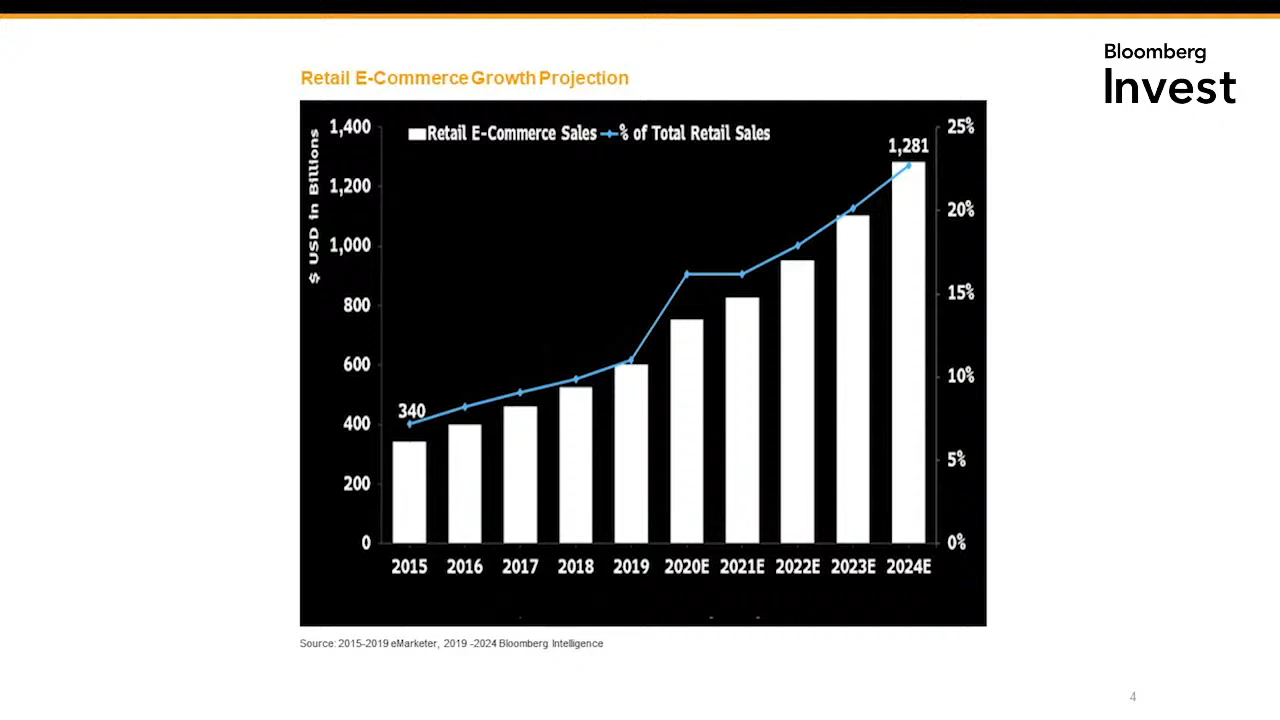 Bloomberg
Invest
Retail E-Commerce Growth Projection
$ USD in Billions
Retail E-Commerce Sales % of Total Retail Sales
1,400
1,200
1,000
800
600
400
200
0
25%
20%
15%
10%
5%
0%
340
1,281
2015 2016 2017 2018 2019 2020E 2021E 2022E 2023E 2024E
Source: 2015-2019 eMarketer, 2019 -2024 Bloomberg Intelligence
4